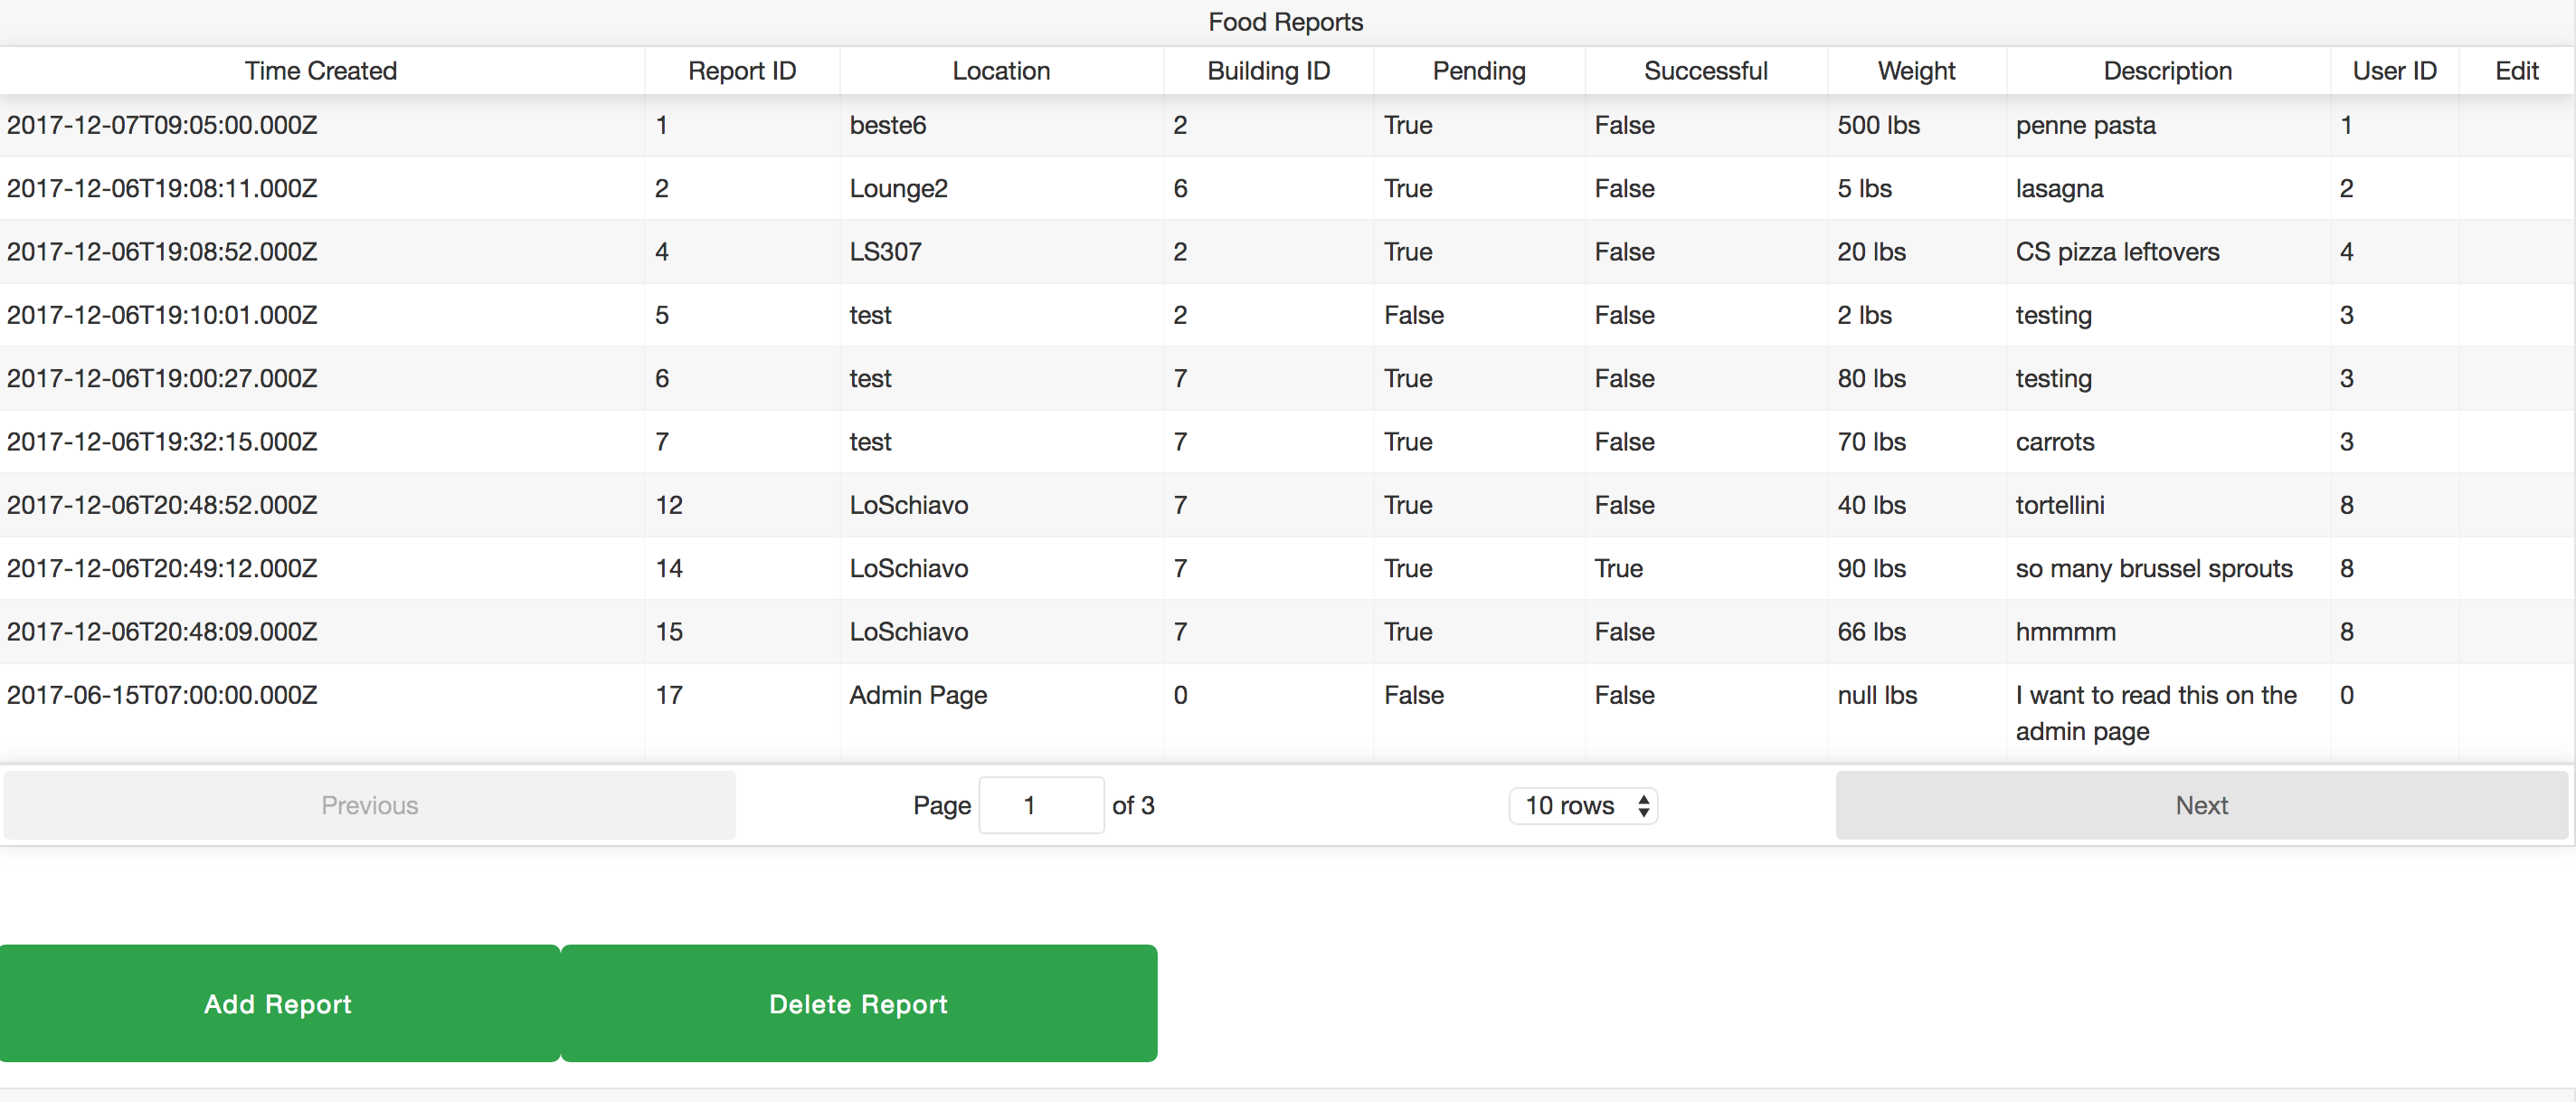 Food Reports
Time Created Report ID Location Building ID Pending Successful Weight Description User ID Edit
2017-12-07T09:05:00.000Z 1 beste6 2 True False 500 lbs penne pasta 1
2017-12-06T19:08:11.000Z 2 Lounge2 6 True False 5 lbs lasagna 2
2017-12-06T19:08:52.000Z 4 LS307 2 True False 20 lbs CS pizza leftovers 4
2017-12-06T19:10:01.000Z 5 test 2 False False 2 lbs testing 3
2017-12-06T19:00:27.000Z 6 test 7 True False 80 lbs testing 3
2017-12-06T19:32:15.000Z 7 test 7 True False 70 lbs carrots 3
2017-12-06T20:48:52.000Z 12 LoSchiavo 7 True False 40 lbs tortellini 8
2017-12-06T20:49:12.000Z 14 LoSchiavo 7 True True 90 lbs so many brussel sprouts 8
2017-12-06T20:48:09.000Z 15 LoSchiavo 7 True False 66 lbs hmmmm 8
2017-06-15T07:00:00.000Z 17 Admin Page 0 False False null lbs I want to read this on the 0
admin page
Previous Page 1 of 3 10 rows Next
Add Report Delete Report